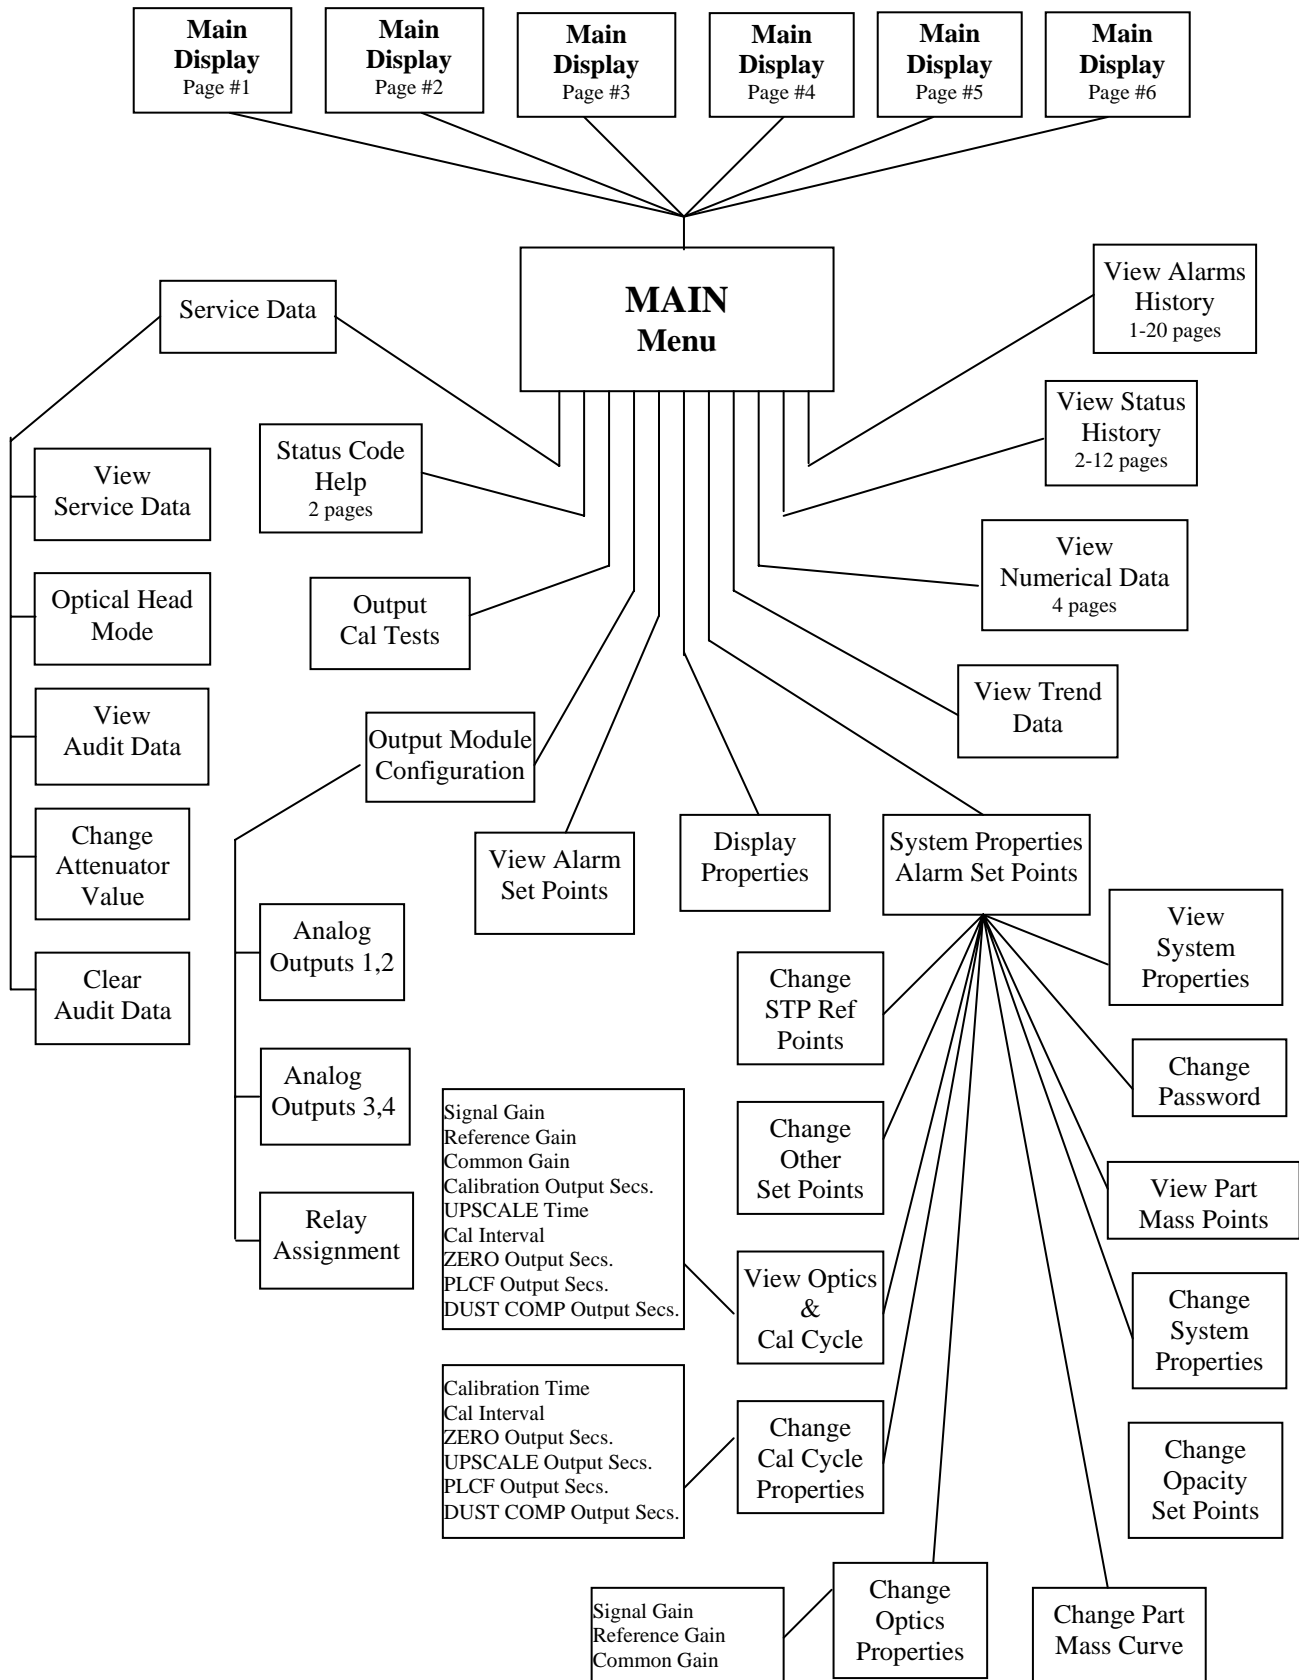 Main
Display
Page #1
Main
Display
Page #2
Main
Display
Page #3
Main
Display
Page #4
Main
Display
Page #5
Main
Display
Page #6
MAIN
Menu
Service Data
View Alarms
History
1-20 pages
View Status
History
2-12 pages
Status Code
Help
2 pages
View
Service Data
View
Numerical Data
4 pages
Optical Head
Mode
Output
Cal Tests
View Trend
Data
View
Audit Data
Output Module
Configuration
Change
Attenuator
Value
View Alarm
Set Points
Display
Properties
System Properties
Alarm Set Points
Analog
Outputs 1,2
View
System
Properties
Clear
Audit Data
Change
STP Ref
Points
Analog
Outputs 3,4
Change
Password
Signal Gain
Reference Gain
Common Gain
Calibration Output Secs.
UPSCALE Time
Cal Interval
ZERO Output Secs.
PLCF Output Secs.
DUST COMP Output Secs.
Change
Other
Set Points
View Part
Mass Points
Relay
Assignment
View Optics
&
Cal Cycle
Change
System
Properties
Calibration Time
Cal Interval
ZERO Output Secs.
UPSCALE Output Secs.
PLCF Output Secs.
DUST COMP Output Secs.
Change
Cal Cycle
Properties
Change
Opacity
Set Points
Signal Gain
Reference Gain
Common Gain
Change
Optics
Properties
Change Part
Mass Curve